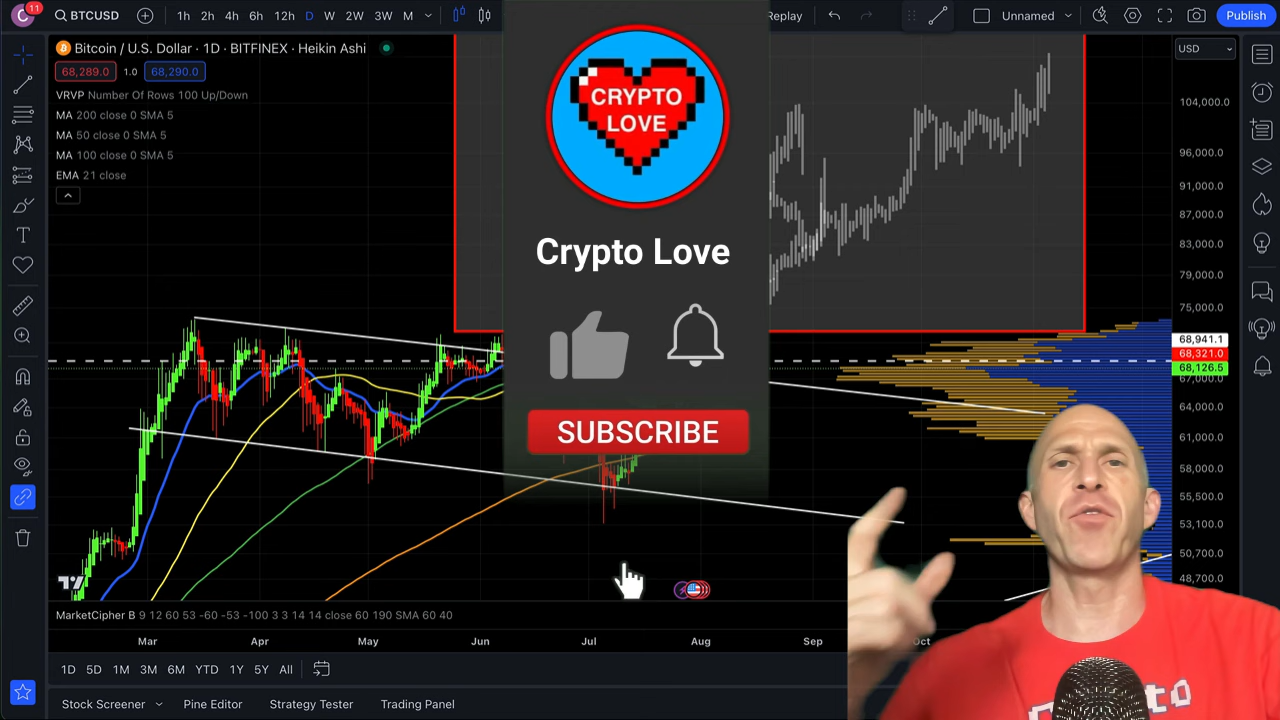 C
11
BTCUSD
1h 2h 4h 6h 12h D W 2W 3W M
Replay
Unnamed
Publish
Bitcoin / U.S. Dollar · 1D · BITFINEX · Heikin Ashi
68,289.0 1.0 68,290.0
VRVP Number Of Rows 100 Up/Down
MA 200 close 0 SMA 5
MA 50 close 0 SMA 5
MA 100 close 0 SMA 5
EMA 21 close
CRYPTO
LOVE
Crypto Love
SUBSCRIBE
USD
104,000.0
96,000.0
91,000.0
87,000.0
83,000.0
79,000.0
75,000.0
68,941.1
68,321.0
68,126.5
67,000.0
64,000.0
61,000.0
58,000.0
55,500.0
53,100.0
50,700.0
48,700.0
MarketCipher B 9 12 60 53 -60 -53 -100 3 3 14 14 close 60 190 SMA 60 40
Mar Apr May Jun Jul Aug Sep Oct
1D 5D 1M 3M 6M YTD 1Y 5Y All
Stock Screener Pine Editor Strategy Tester Trading Panel